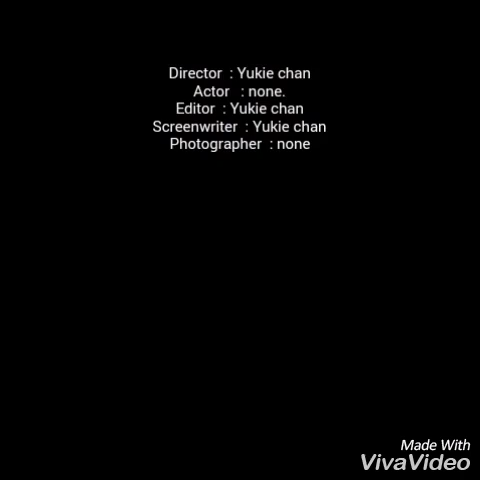 Director : Yukie chan
Actor : none.
Editor : Yukie chan
Screenwriter : Yukie chan
Photographer : none
Made With
VivaVideo